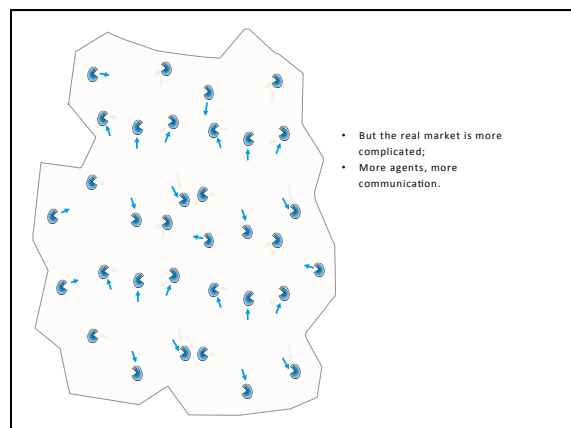 • But the real market is more
complicated;
• More agents, more
communication.